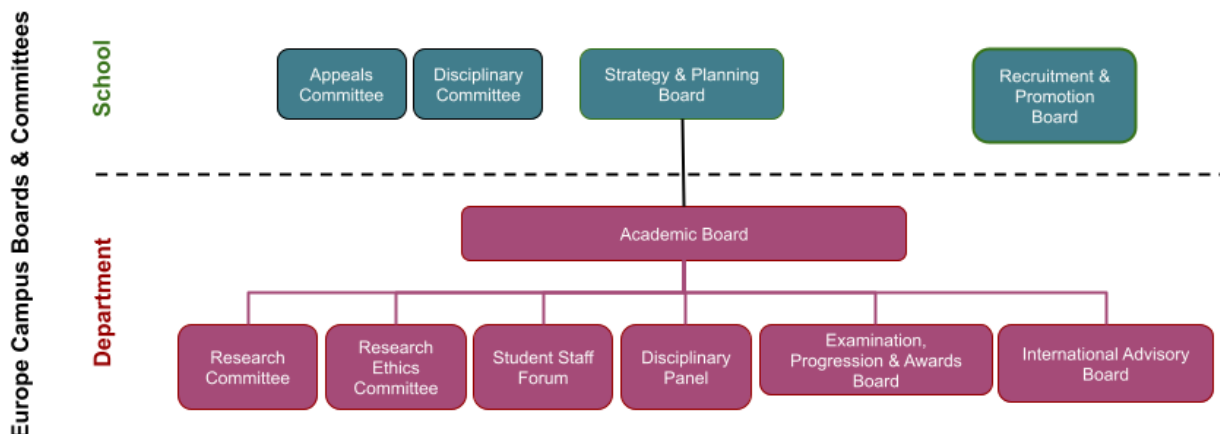 Europe Campus Boards & Committees
School
Appeals
Committee
Disciplinary
Committee
Strategy & Planning
Board
Recruitment &
Promotion
Board
Department
Academic Board
Research
Committee
Research
Ethics
Committee
Student Staff
Forum
Disciplinary
Panel
Examination,
Progression & Awards
Board
International Advisory
Board